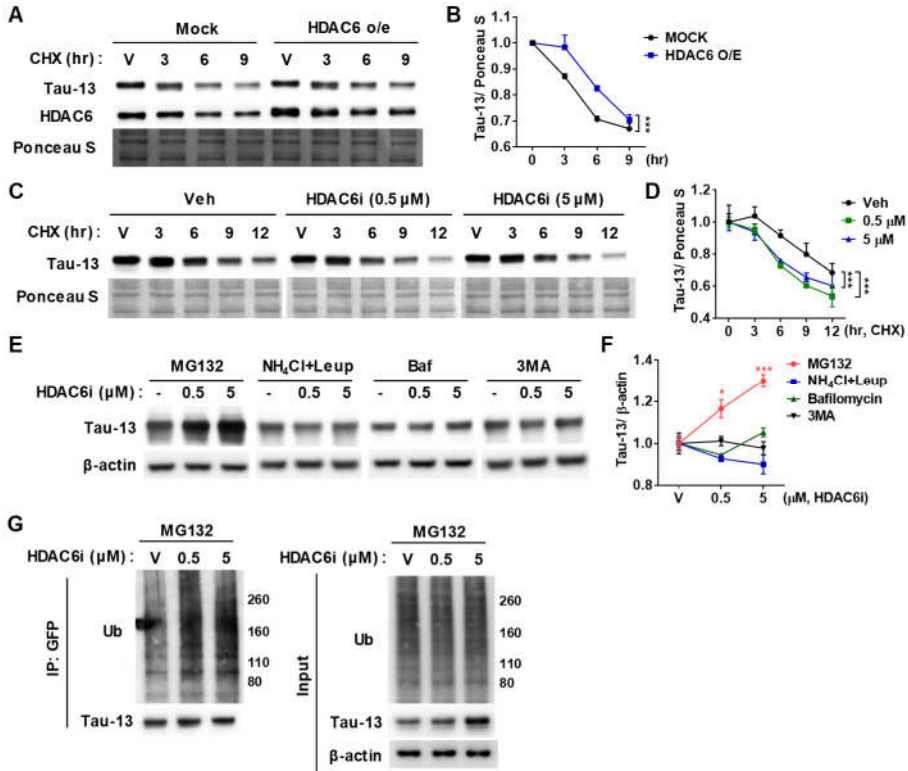 A
Mock HDAC6 o/e
CHX (hr) : V 3 6 9 V 3 6 9
Tau-13
HDAC6
Ponceau S
B
Tau-13/ Ponceau S
1.0
0.9
0.8
0.7
0.6
MOCK
HDAC6 O/E
***
0 3 6 9 (hr)
C
Veh HDAC6i (0.5 µM) HDAC6i (5 µM)
CHX (hr) : V 3 6 9 12 V 3 6 9 12 V 3 6 9 12
Tau-13
Ponceau S
D
Tau-13/ Ponceau S
1.2
1.0
0.8
0.6
0.4
Veh
0.5 µM
5 µM
***
***
0 3 6 9 12 (hr, CHX)
E
MG132 NH₄Cl+Leup Baf 3MA
HDAC6i (µM) : - 0.5 5 - 0.5 5 - 0.5 5 - 0.5 5
Tau-13
β-actin
F
Tau-13/ β-actin
1.4
1.2
1.0
0.8
* ***
MG132
NH₄Cl+Leup
Bafilomycin
3MA
V 0.5 5 (µM, HDAC6i)
G
MG132
HDAC6i (µM) : V 0.5 5
IP: GFP
Ub
260
160
110
80
Tau-13
MG132
HDAC6i (µM) : V 0.5 5
Input
Ub
260
160
110
80
Tau-13
β-actin